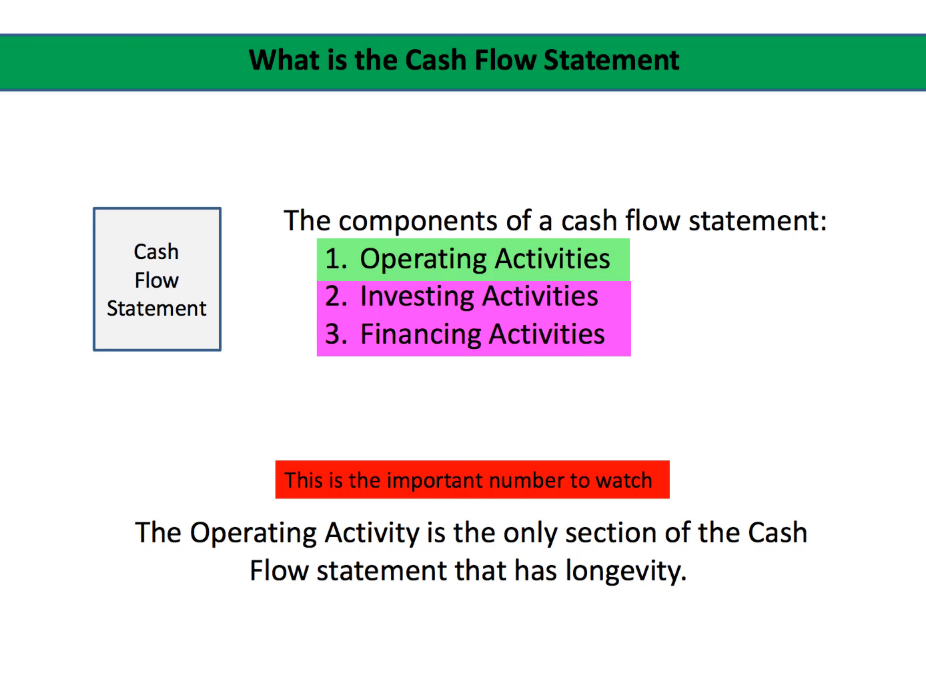 What is the Cash Flow Statement
Cash
Flow
Statement
The components of a cash flow statement:
1. Operating Activities
2. Investing Activities
3. Financing Activities
This is the important number to watch
The Operating Activity is the only section of the Cash
Flow statement that has longevity.